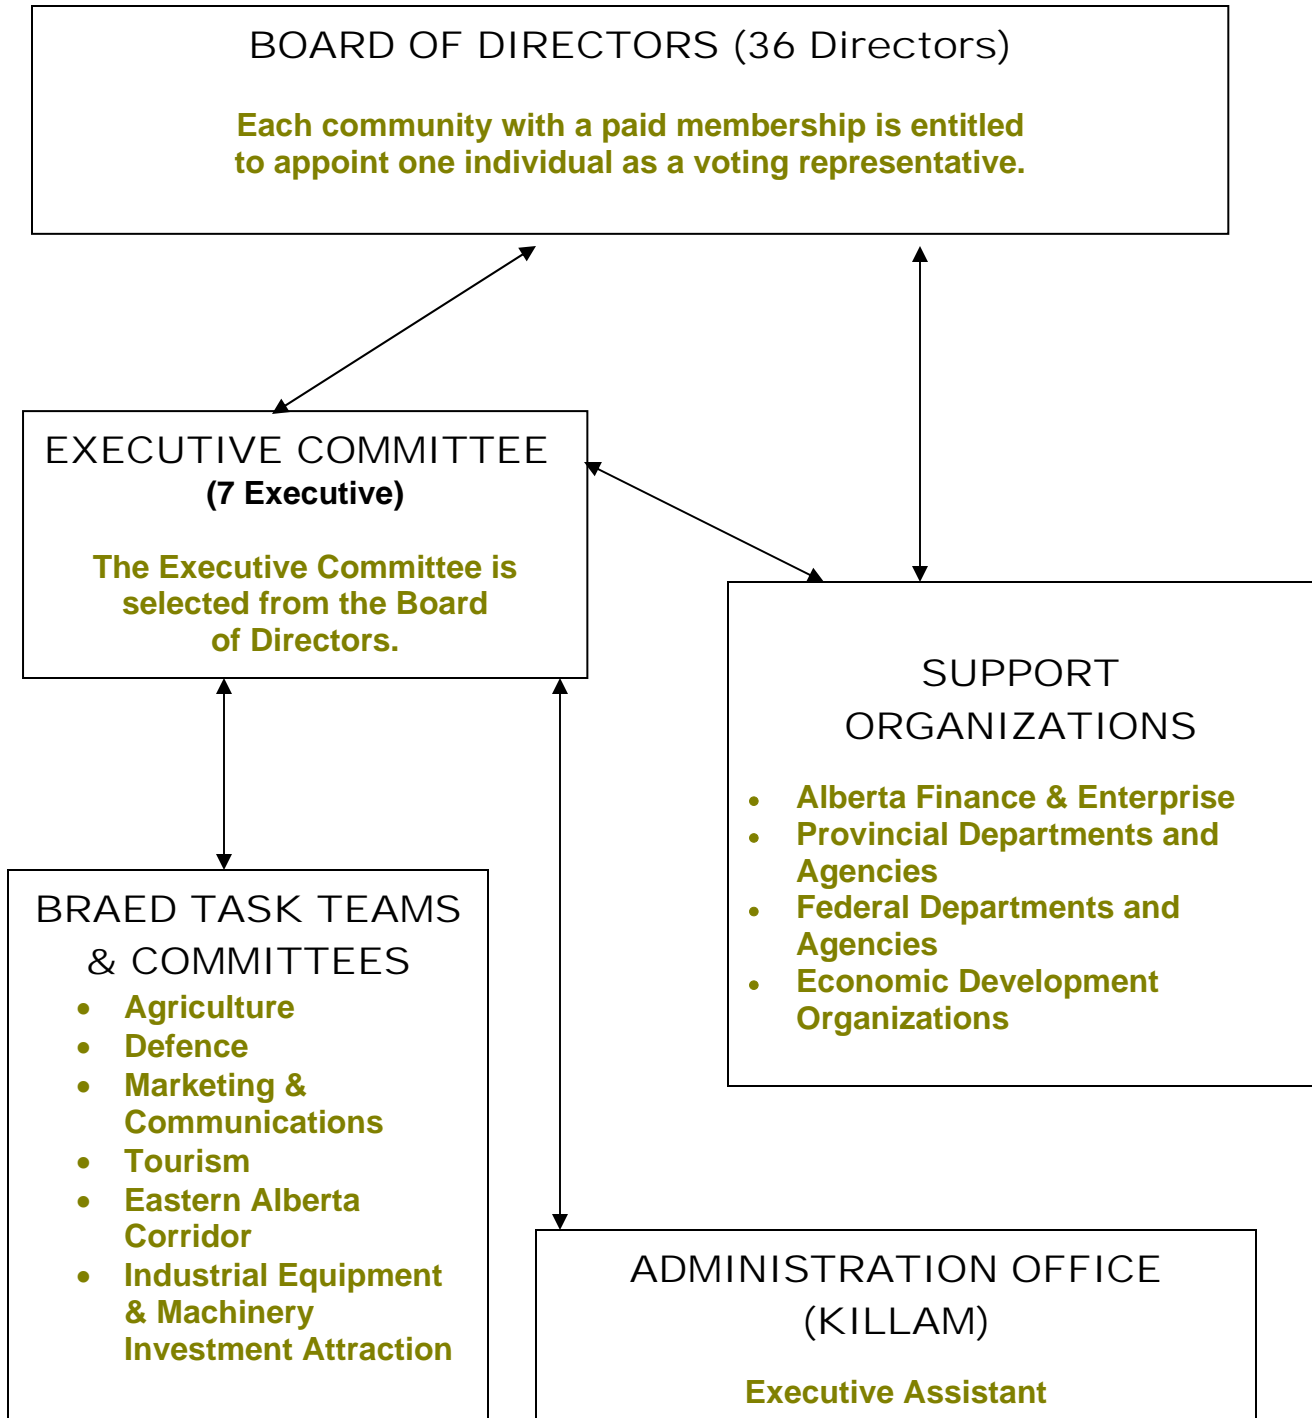 BOARD OF DIRECTORS (36 Directors)
Each community with a paid membership is entitled
to appoint one individual as a voting representative.
EXECUTIVE COMMITTEE
(7 Executive)
The Executive Committee is
selected from the Board
of Directors.
SUPPORT
ORGANIZATIONS
• Alberta Finance & Enterprise
• Provincial Departments and
Agencies
• Federal Departments and
Agencies
• Economic Development
Organizations
BRAED TASK TEAMS
& COMMITTEES
• Agriculture
• Defence
• Marketing &
Communications
• Tourism
• Eastern Alberta
Corridor
• Industrial Equipment
& Machinery
Investment Attraction
ADMINISTRATION OFFICE
(KILLAM)
Executive Assistant